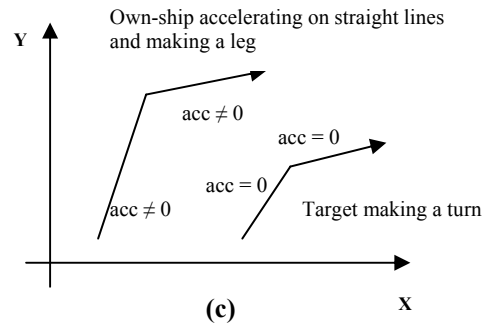 Own-ship accelerating on straight lines
and making a leg
Y
acc ≠ 0
acc = 0
acc = 0
acc ≠ 0
Target making a turn
X
(c)